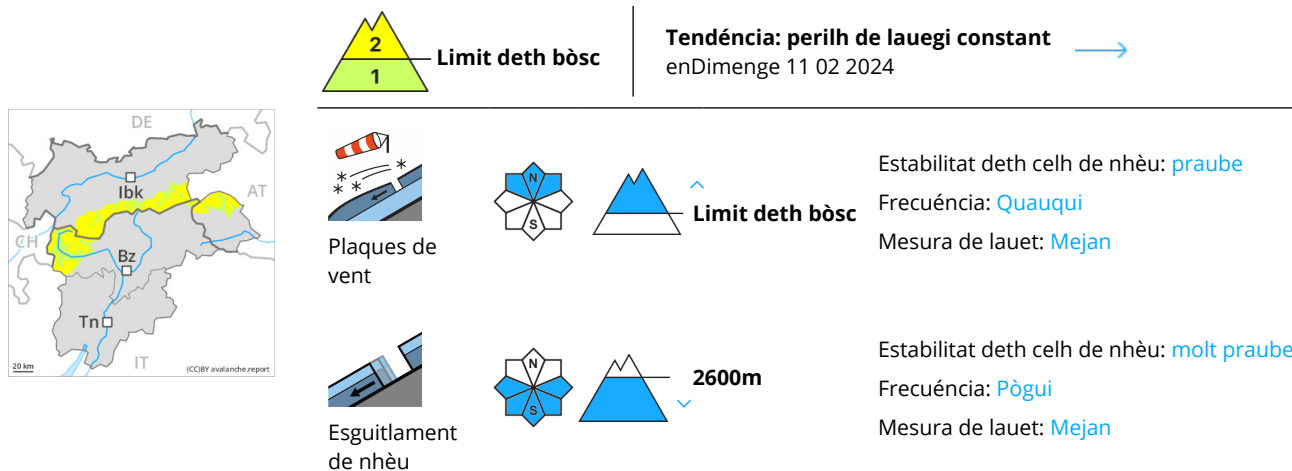 2
1
Limit deth bòsc
Tendéncia: perilh de lauegi constant
enDimenge 11 02 2024
DE
Ibk
AT
CH
Bz
Tn
IT
20 km
(CC)BY avalanche.report
Plaques de
vent
N
S
Limit deth bòsc
Estabilitat deth celh de nhèu: praube
Frecuéncia: Quauqui
Mesura de lauet: Mejan
Esguitlament
de nhèu
N
S
2600m
Estabilitat deth celh de nhèu: molt praube
Frecuéncia: Pògui
Mesura de lauet: Mejan